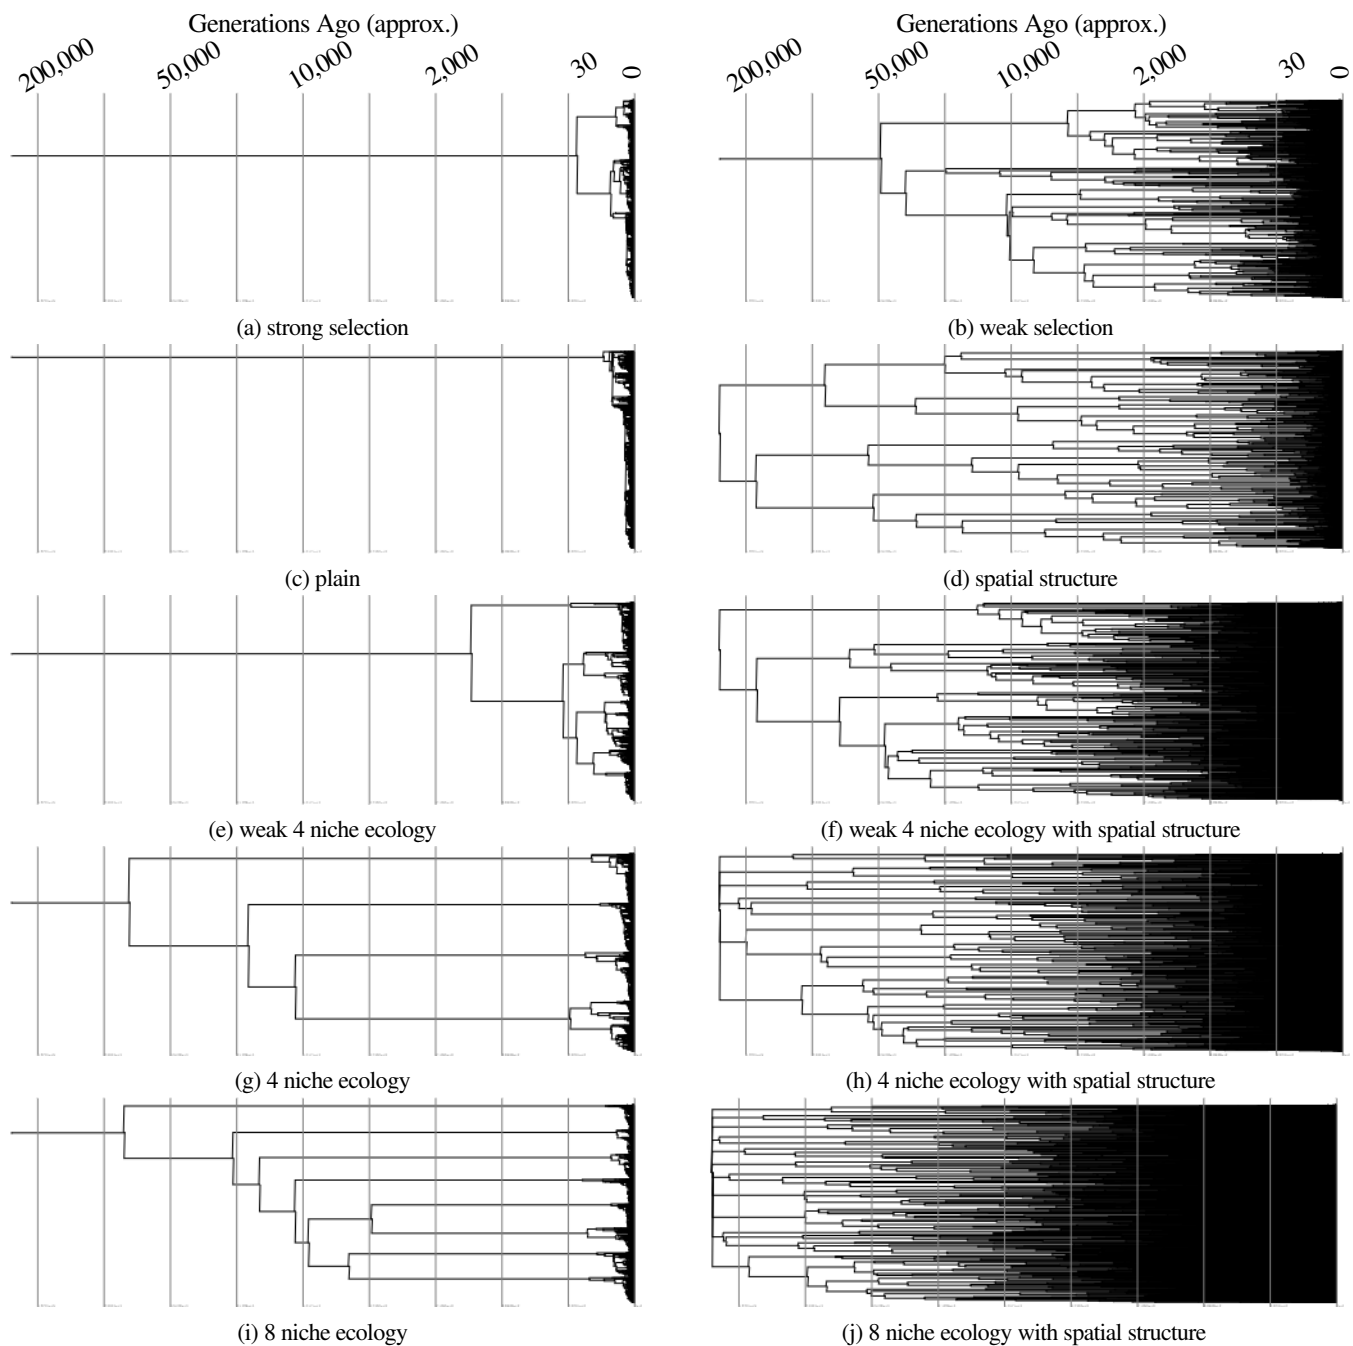 Generations Ago (approx.) Generations Ago (approx.)
200,000 50,000 10,000 2,000 30 0 200,000 50,000 10,000 2,000 30 0
(a) strong selection (b) weak selection
(c) plain (d) spatial structure
(e) weak 4 niche ecology (f) weak 4 niche ecology with spatial structure
(g) 4 niche ecology (h) 4 niche ecology with spatial structure
(i) 8 niche ecology (j) 8 niche ecology with spatial structure